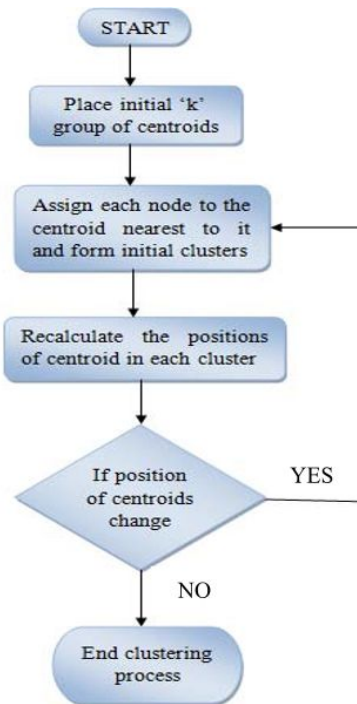 START
Place initial ‘k’
group of centroids
Assign each node to the
centroid nearest to it
and form initial clusters
Recalculate the positions
of centroid in each cluster
If position
of centroids
change
YES
NO
End clustering
process